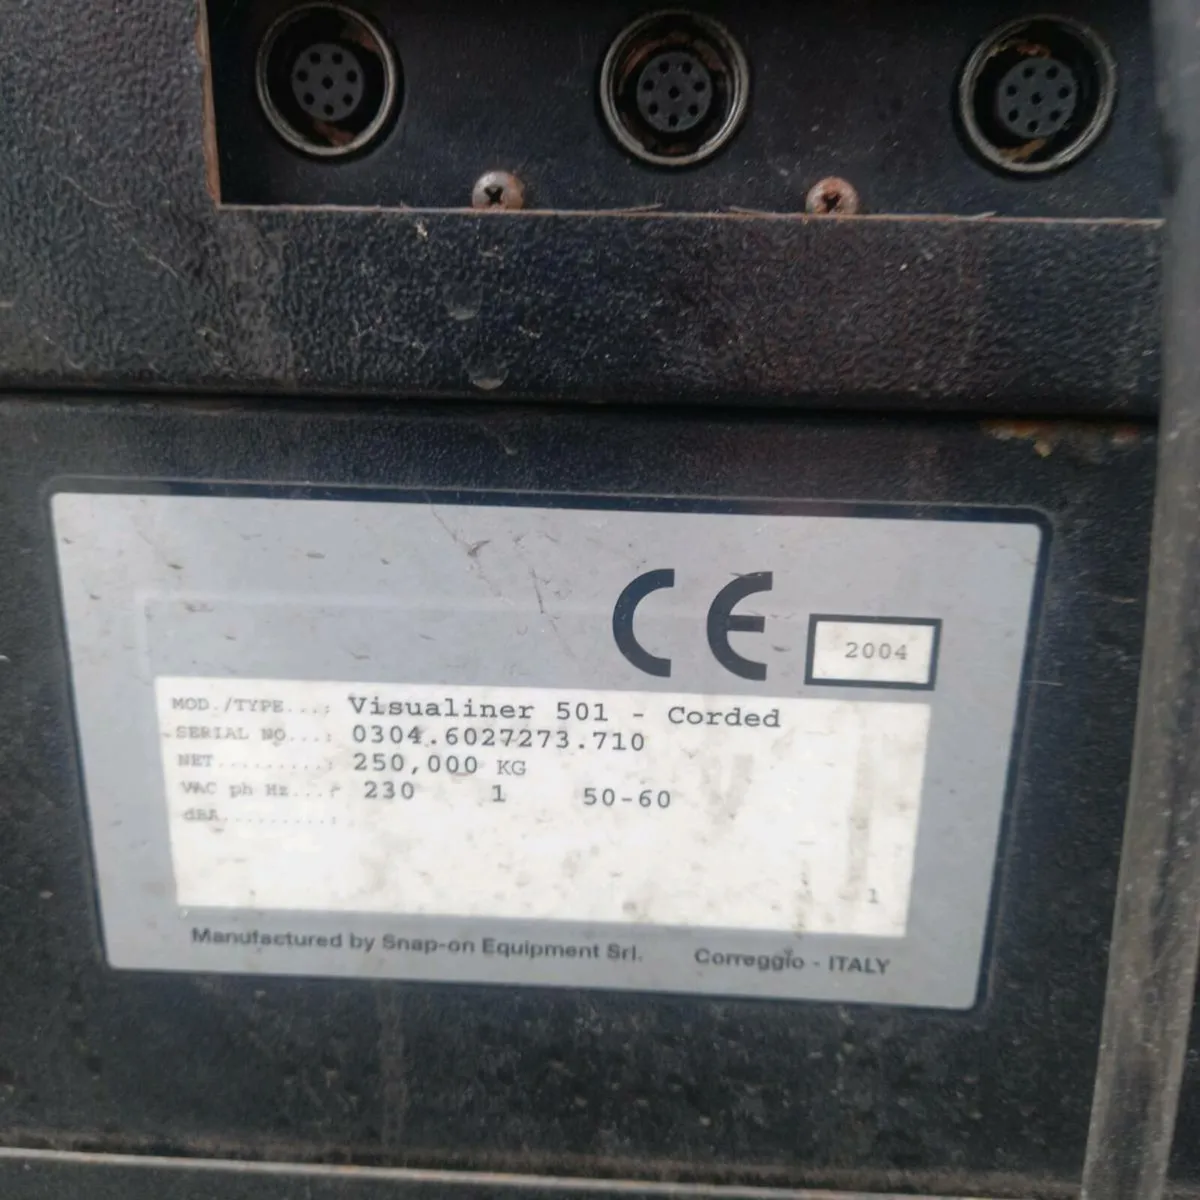 CE 2004
MOD./TYPE...: Visualiner 501 - Corded
SERIAL NO...: 0304.6027273.710
NET.........: 250,000 KG
VAC ph Hz...: 230 1 50-60
dBA.........:
1
Manufactured by Snap-on Equipment Srl. Correggio - ITALY